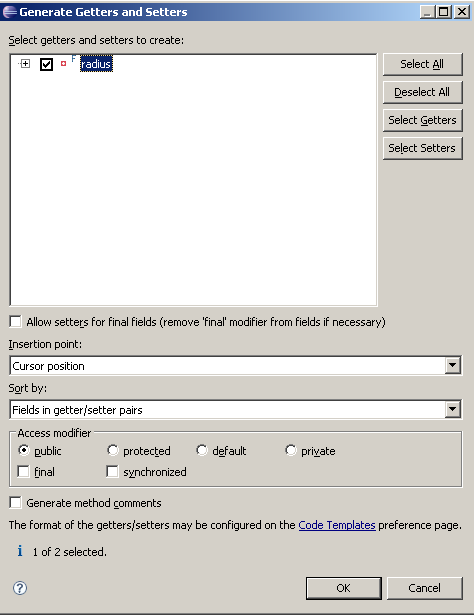 Generate Getters and Setters
Select getters and setters to create:
F radius
Select All
Deselect All
Select Getters
Select Setters
Allow setters for final fields (remove 'final' modifier from fields if necessary)
Insertion point:
Cursor position
Sort by:
Fields in getter/setter pairs
Access modifier
public protected default private
final synchronized
Generate method comments
The format of the getters/setters may be configured on the Code Templates preference page.
i 1 of 2 selected.
?
OK Cancel